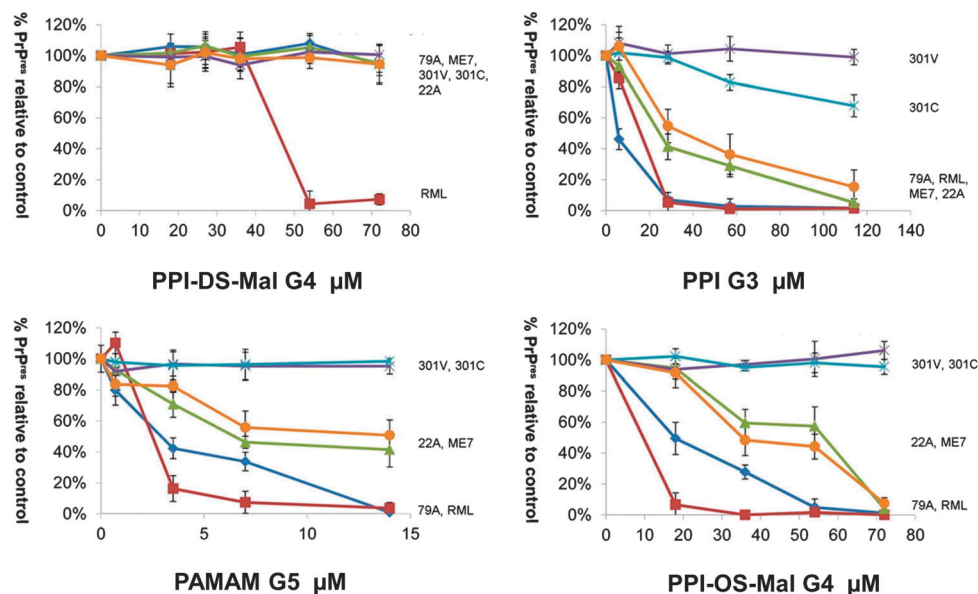 % PrPres relative to control
120%
100%
80%
60%
40%
20%
0%
0 10 20 30 40 50 60 70 80
79A, ME7,
301V, 301C,
22A
RML
PPI-DS-Mal G4 µM
% PrPres relative to control
120%
100%
80%
60%
40%
20%
0%
0 20 40 60 80 100 120 140
301V
301C
79A, RML,
ME7, 22A
PPI G3 µM
% PrPres relative to control
120%
100%
80%
60%
40%
20%
0%
0 5 10 15
301V, 301C
22A, ME7
79A, RML
PAMAM G5 µM
% PrPres relative to control
120%
100%
80%
60%
40%
20%
0%
0 10 20 30 40 50 60 70 80
301V, 301C
22A, ME7
79A, RML
PPI-OS-Mal G4 µM